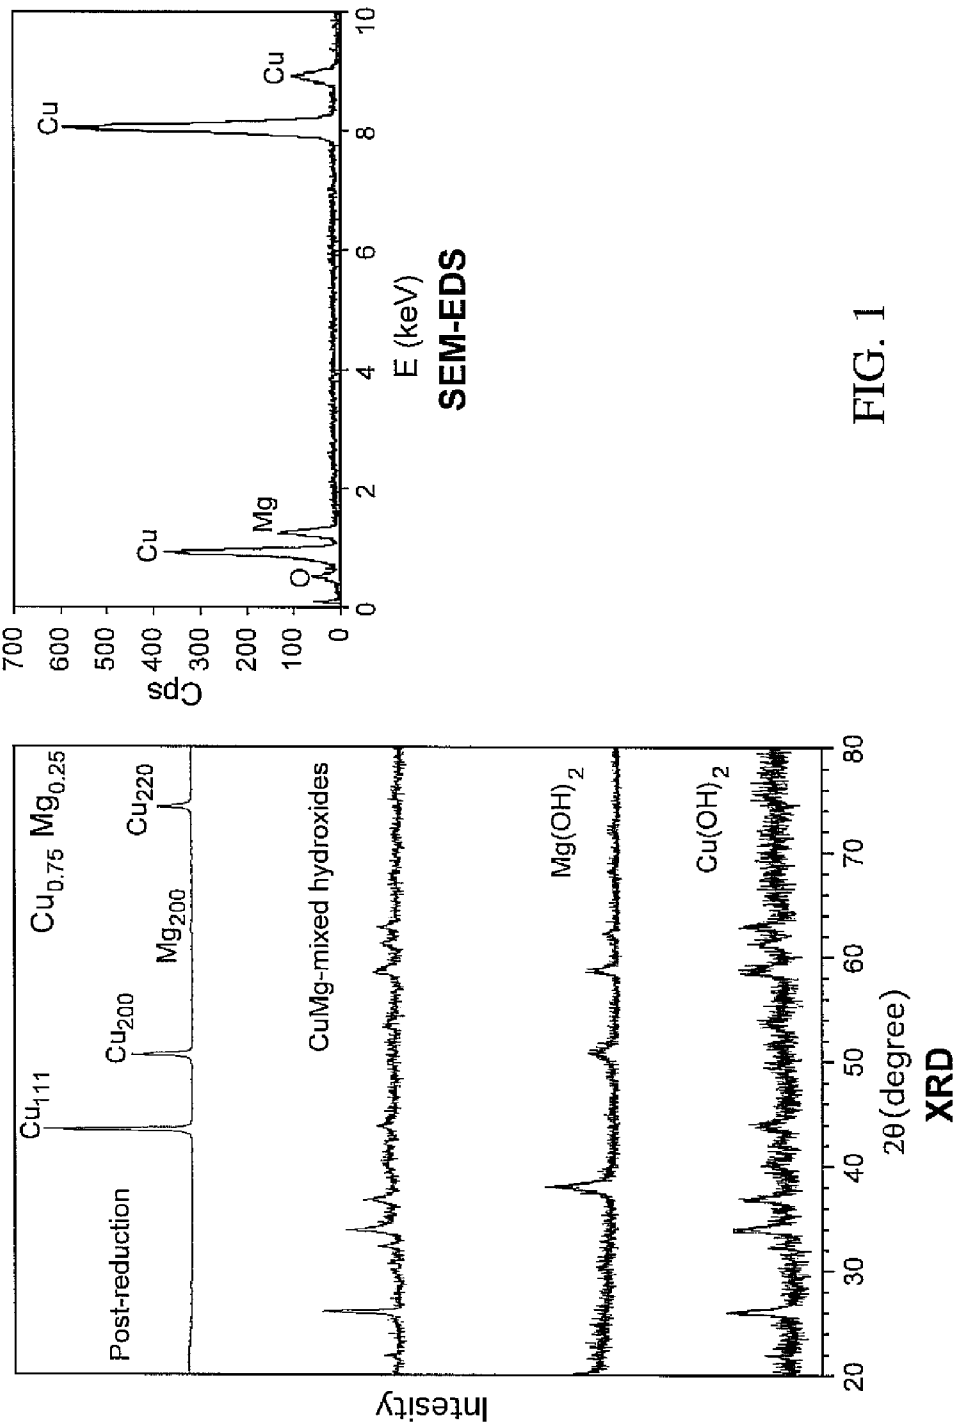 Intesity
Post-reduction
Cu111
Cu200
Mg200
Cu220
Cu0.75 Mg0.25
CuMg-mixed hydroxides
Mg(OH)2
Cu(OH)2
20 30 40 50 60 70 80
2θ(degree)
XRD
Cps
700
600
500
400
300
200
100
0
O
Cu
Mg
Cu
Cu
0 2 4 6 8 10
E (keV)
SEM-EDS
FIG. 1